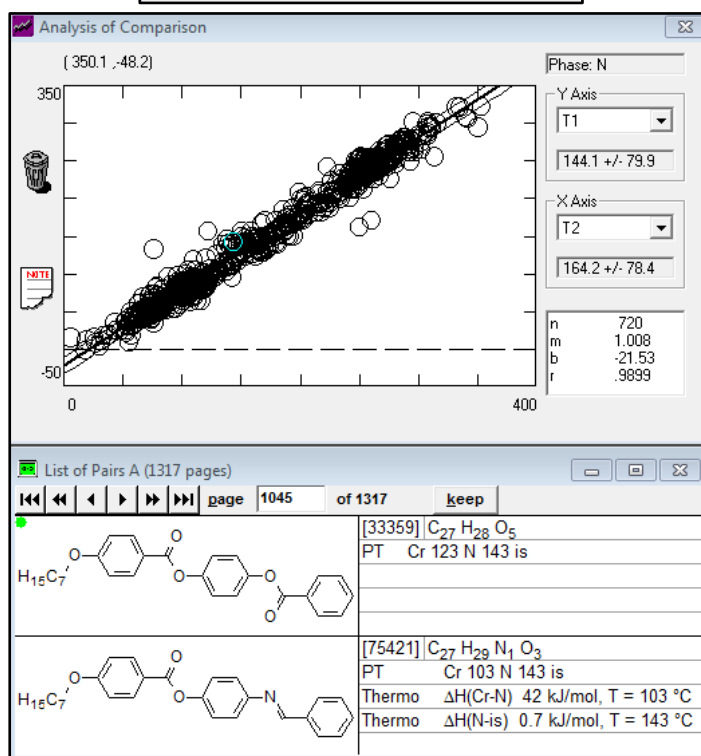 Analysis of Comparison
( 350.1 ,-48.2)
Phase: N
350
Y Axis
T1
144.1 +/- 79.9
X Axis
T2
164.2 +/- 78.4
NOTE
n 720
m 1.008
b -21.53
r .9899
-50
0 400
List of Pairs A (1317 pages)
page 1045 of 1317 keep
[33359] C27 H28 O5
PT Cr 123 N 143 is
H15C7 O O O O O
[75421] C27 H29 N1 O3
PT Cr 103 N 143 is
Thermo ΔH(Cr-N) 42 kJ/mol, T = 103 °C
Thermo ΔH(N-is) 0.7 kJ/mol, T = 143 °C
H15C7 O O O N